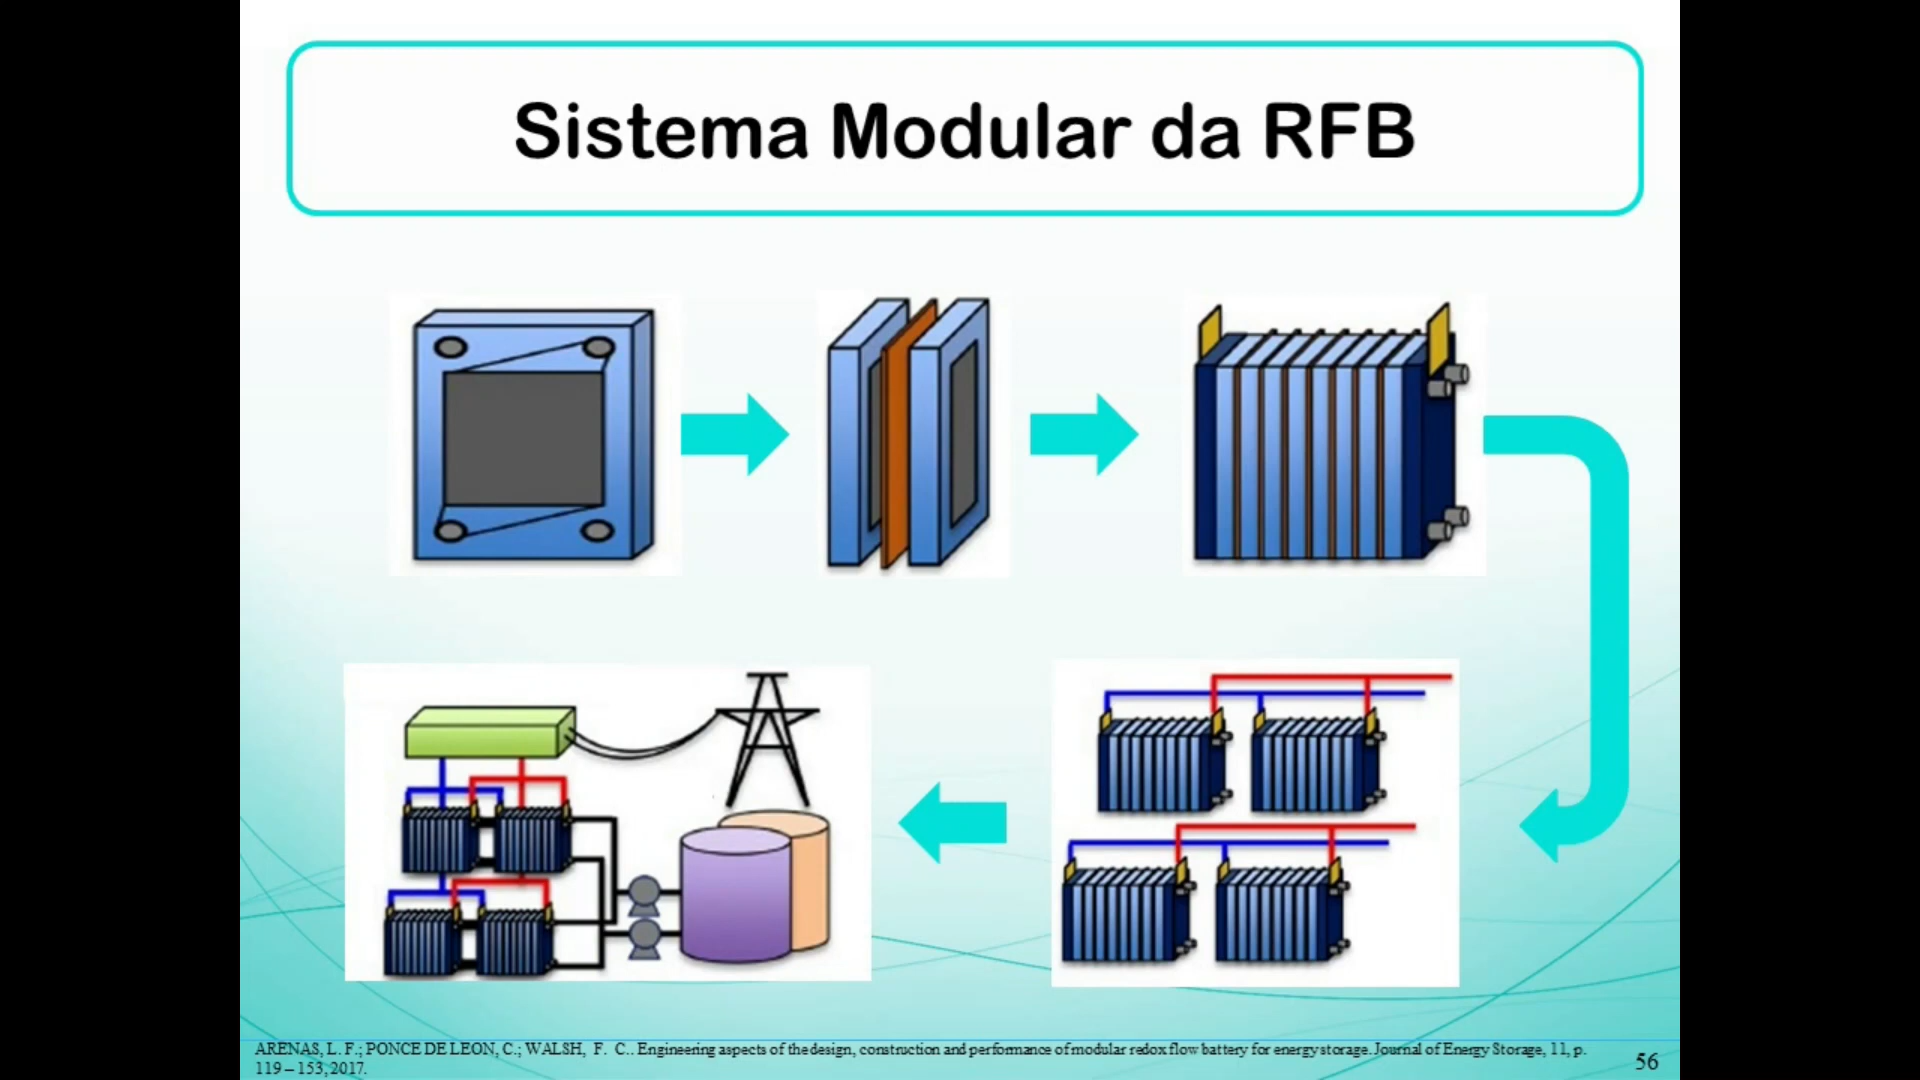 Sistema Modular da RFB
ARENAS, L. F.; PONCE DE LEON, C.; WALSH, F. C.. Engineering aspects of the design, construction and performance of modular redox flow battery for energy storage. Journal of Energy Storage, 11, p.
119 – 153, 2017.
56